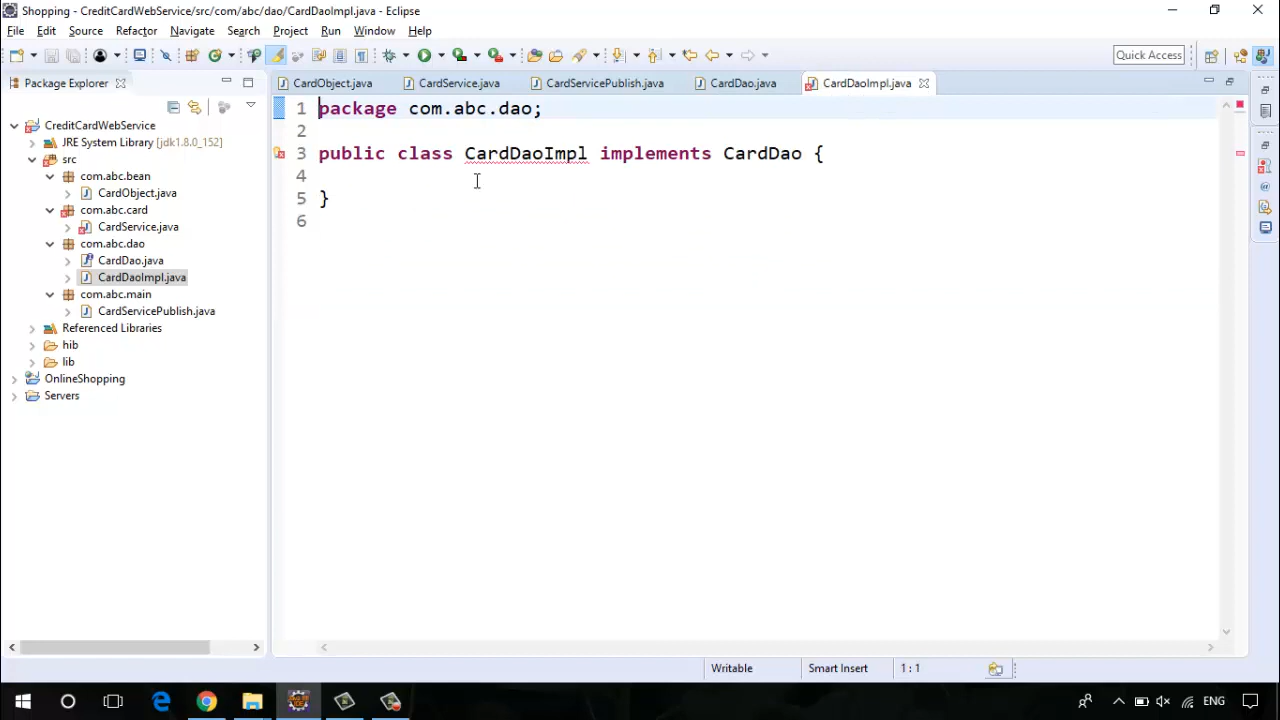 Shopping - CreditCardWebService/src/com/abc/dao/CardDaoImpl.java - Eclipse
File Edit Source Refactor Navigate Search Project Run Window Help
Quick Access
Package Explorer
CardObject.java CardService.java CardServicePublish.java CardDao.java CardDaoImpl.java
CreditCardWebService
JRE System Library [jdk1.8.0_152]
src
com.abc.bean
CardObject.java
com.abc.card
CardService.java
com.abc.dao
CardDao.java
CardDaoImpl.java
com.abc.main
CardServicePublish.java
Referenced Libraries
hib
lib
OnlineShopping
Servers
1 package com.abc.dao;
2
3 public class CardDaoImpl implements CardDao {
4
5 }
6
Writable Smart Insert 1 : 1
ENG